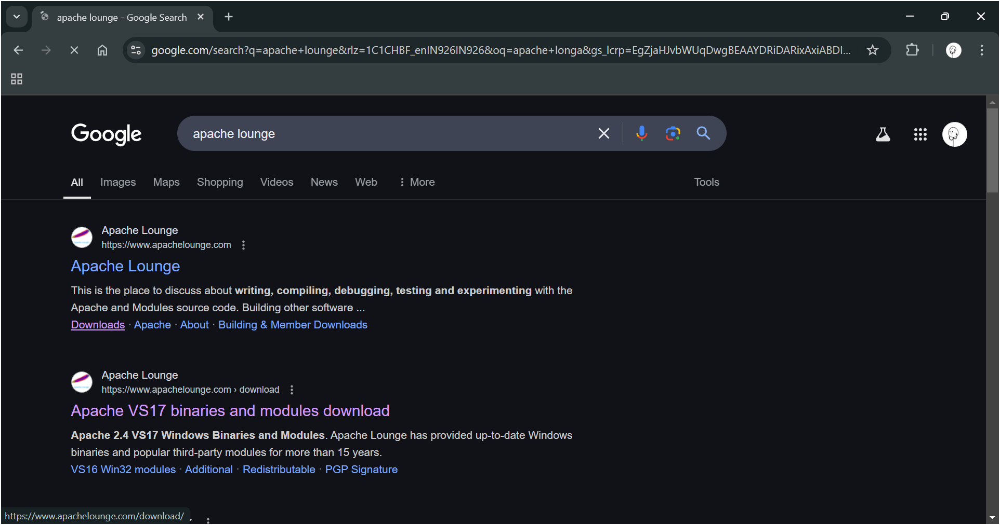 apache lounge - Google Search
google.com/search?q=apache+lounge&rlz=1C1CHBF_enIN926IN926&oq=apache+longa&gs_lcrp=EgZjaHJvbWUqDwgBEAAYDRiDARixAxiABDI...
Google
apache lounge
All Images Maps Shopping Videos News Web More Tools
Apache Lounge
https://www.apachelounge.com
Apache Lounge
This is the place to discuss about writing, compiling, debugging, testing and experimenting with the
Apache and Modules source code. Building other software ...
Downloads · Apache · About · Building & Member Downloads
Apache Lounge
https://www.apachelounge.com › download
Apache VS17 binaries and modules download
Apache 2.4 VS17 Windows Binaries and Modules. Apache Lounge has provided up-to-date Windows
binaries and popular third-party modules for more than 15 years.
VS16 Win32 modules · Additional · Redistributable · PGP Signature
https://www.apachelounge.com/download/